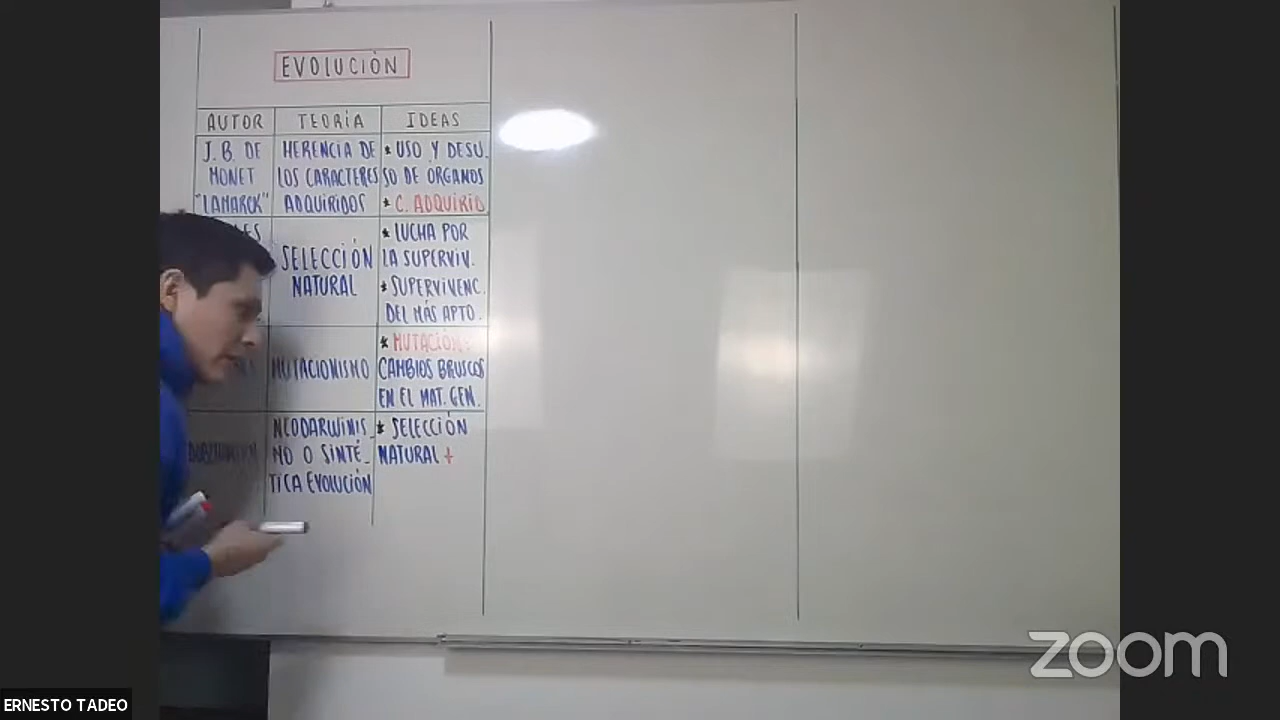 EVOLUCIÓN
AUTOR TEORÍA IDEAS
J. B. DE
MONET
"LAMARCK"
HERENCIA DE
LOS CARACTERES
ADQUIRIDOS
* USO Y DESU.
SO DE ÓRGANOS
* C. ADQUIRID
SELECCIÓN
NATURAL
* LUCHA POR
LA SUPERVIV.
* SUPERVIVENC.
DEL MÁS APTO.
MUTACIONISMO
* MUTACIÓN:
CAMBIOS BRUSCOS
EN EL MAT. GEN.
NEODARWINIS_
MO O SINTÉ_
TICA EVOLUCIÓN
* SELECCIÓN
NATURAL +
zoom
ERNESTO TADEO